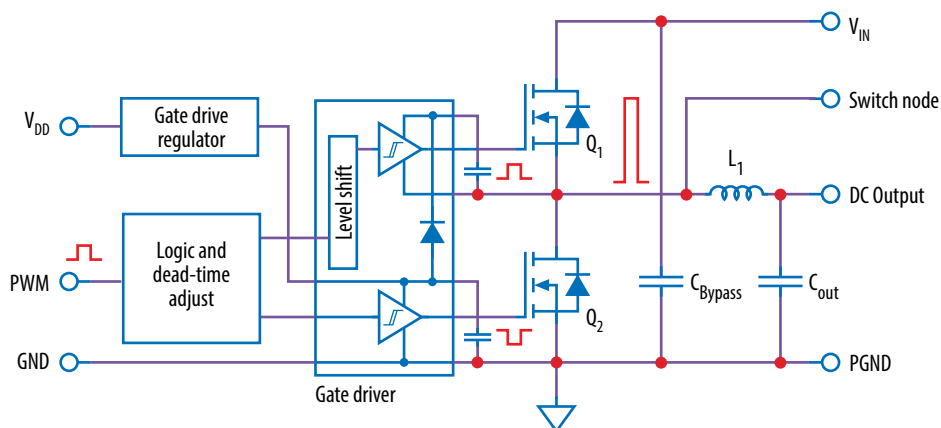 V_IN
Switch node
V_DD
Gate drive
regulator
Q_1
L_1
DC Output
Level shift
PWM
Logic and
dead-time
adjust
C_Bypass
C_out
Q_2
GND
PGND
Gate driver